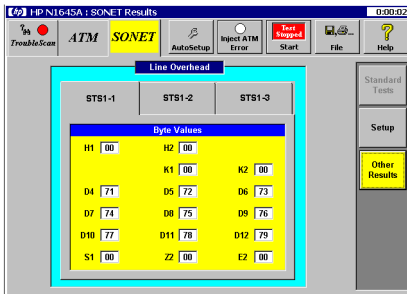 hp HP N1645A : SONET Results 0:00:02
TroubleScan ATM SONET AutoSetup Inject ATM Error Test Stopped Start File Help
Line Overhead
STS1-1 STS1-2 STS1-3
Byte Values
H1 00 H2 00
K1 00 K2 00
D4 71 D5 72 D6 73
D7 74 D8 75 D9 76
D10 77 D11 78 D12 79
S1 00 Z2 00 E2 00
Standard Tests
Setup
Other Results